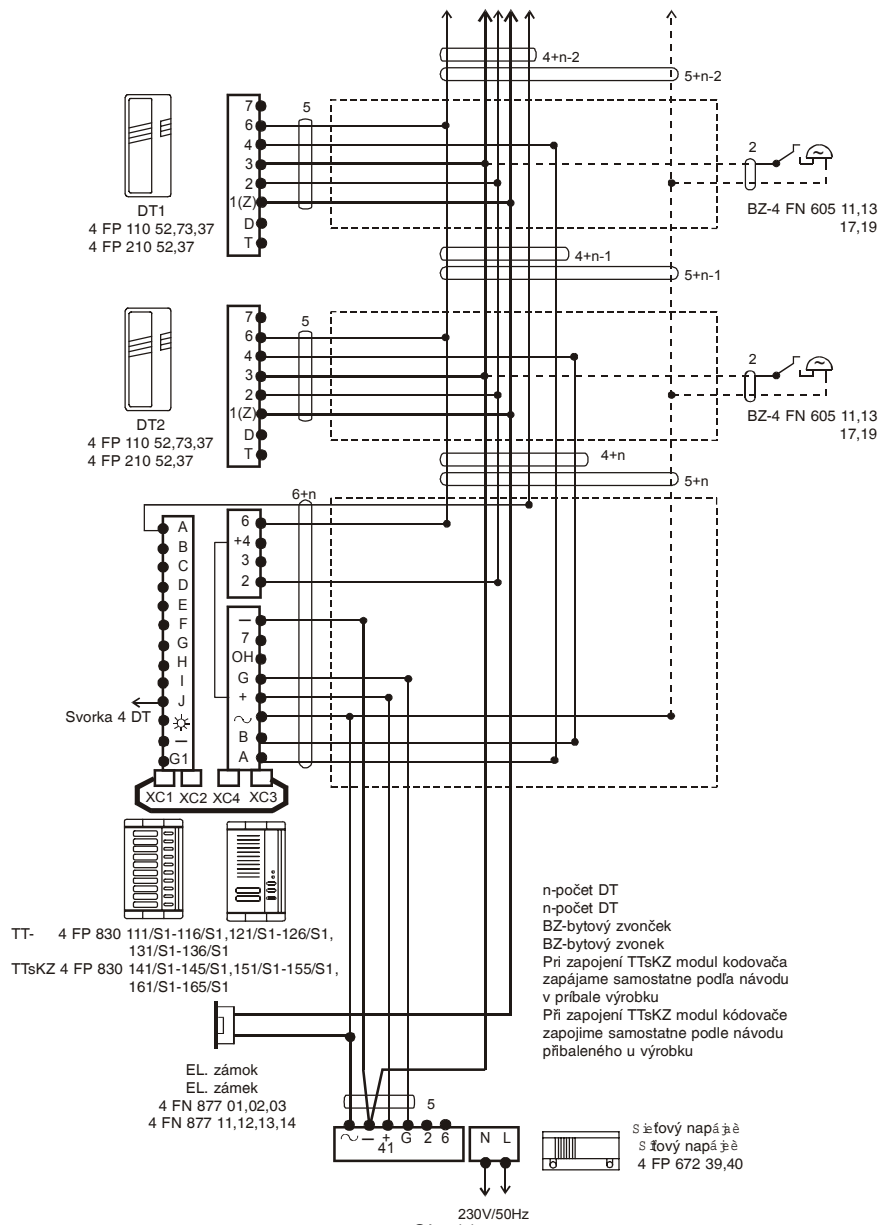 4+n-2
5+n-2
7
6
4
3
2
1(Z)
D
T
5
2
DT1
4 FP 110 52,73,37
4 FP 210 52,37
BZ-4 FN 605 11,13
17,19
4+n-1
5+n-1
7
6
4
3
2
1(Z)
D
T
5
2
DT2
4 FP 110 52,73,37
4 FP 210 52,37
BZ-4 FN 605 11,13
17,19
4+n
5+n
6+n
A
B
C
D
E
F
G
H
I
J
—
G1
6
+4
3
2
—
7
OH
G
+
~
B
A
Svorka 4 DT
XC1 XC2 XC4 XC3
TT- 4 FP 830 111/S1-116/S1,121/S1-126/S1,
131/S1-136/S1
TTsKZ 4 FP 830 141/S1-145/S1,151/S1-155/S1,
161/S1-165/S1
n-počet DT
n-počet DT
BZ-bytový zvonček
BZ-bytový zvonek
Pri zapojení TTsKZ modul kodovača
zapájame samostatne podľa návodu
v príbale výrobku
Při zapojení TTsKZ modul kódovače
zapojime samostatne podle návodu
přibaleného u výrobku
EL. zámok
EL. zámek
4 FN 877 01,02,03
4 FN 877 11,12,13,14
5
~ — + G 2 6
41
N L
4 FP 672 39,40
230V/50Hz